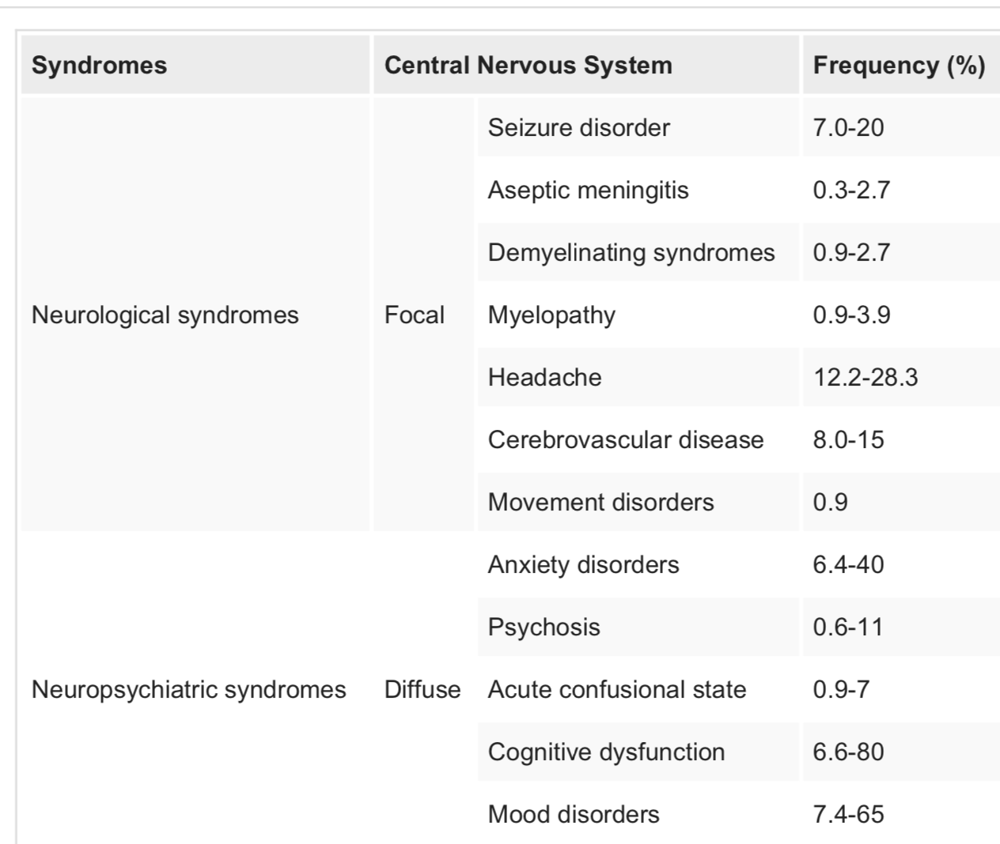 Syndromes Central Nervous System Frequency (%)
Seizure disorder 7.0-20
Aseptic meningitis 0.3-2.7
Demyelinating syndromes 0.9-2.7
Neurological syndromes Focal Myelopathy 0.9-3.9
Headache 12.2-28.3
Cerebrovascular disease 8.0-15
Movement disorders 0.9
Anxiety disorders 6.4-40
Psychosis 0.6-11
Neuropsychiatric syndromes Diffuse Acute confusional state 0.9-7
Cognitive dysfunction 6.6-80
Mood disorders 7.4-65